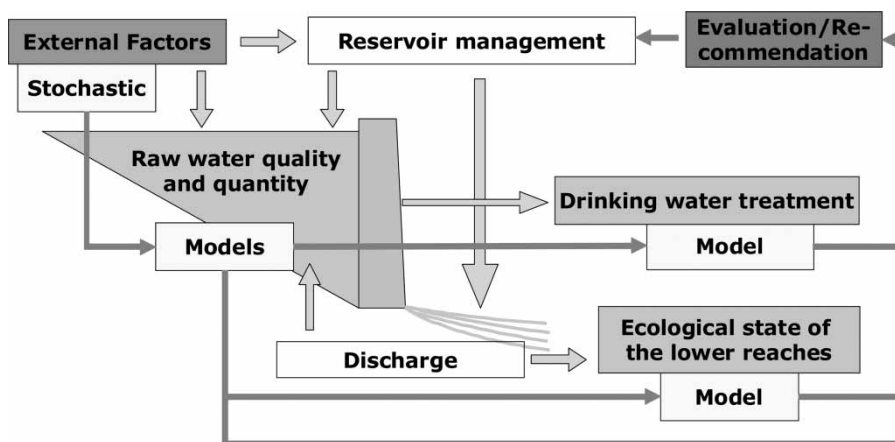 External Factors
Stochastic
Reservoir management
Evaluation/Re-
commendation
Raw water quality
and quantity
Drinking water treatment
Models
Model
Discharge
Ecological state of
the lower reaches
Model